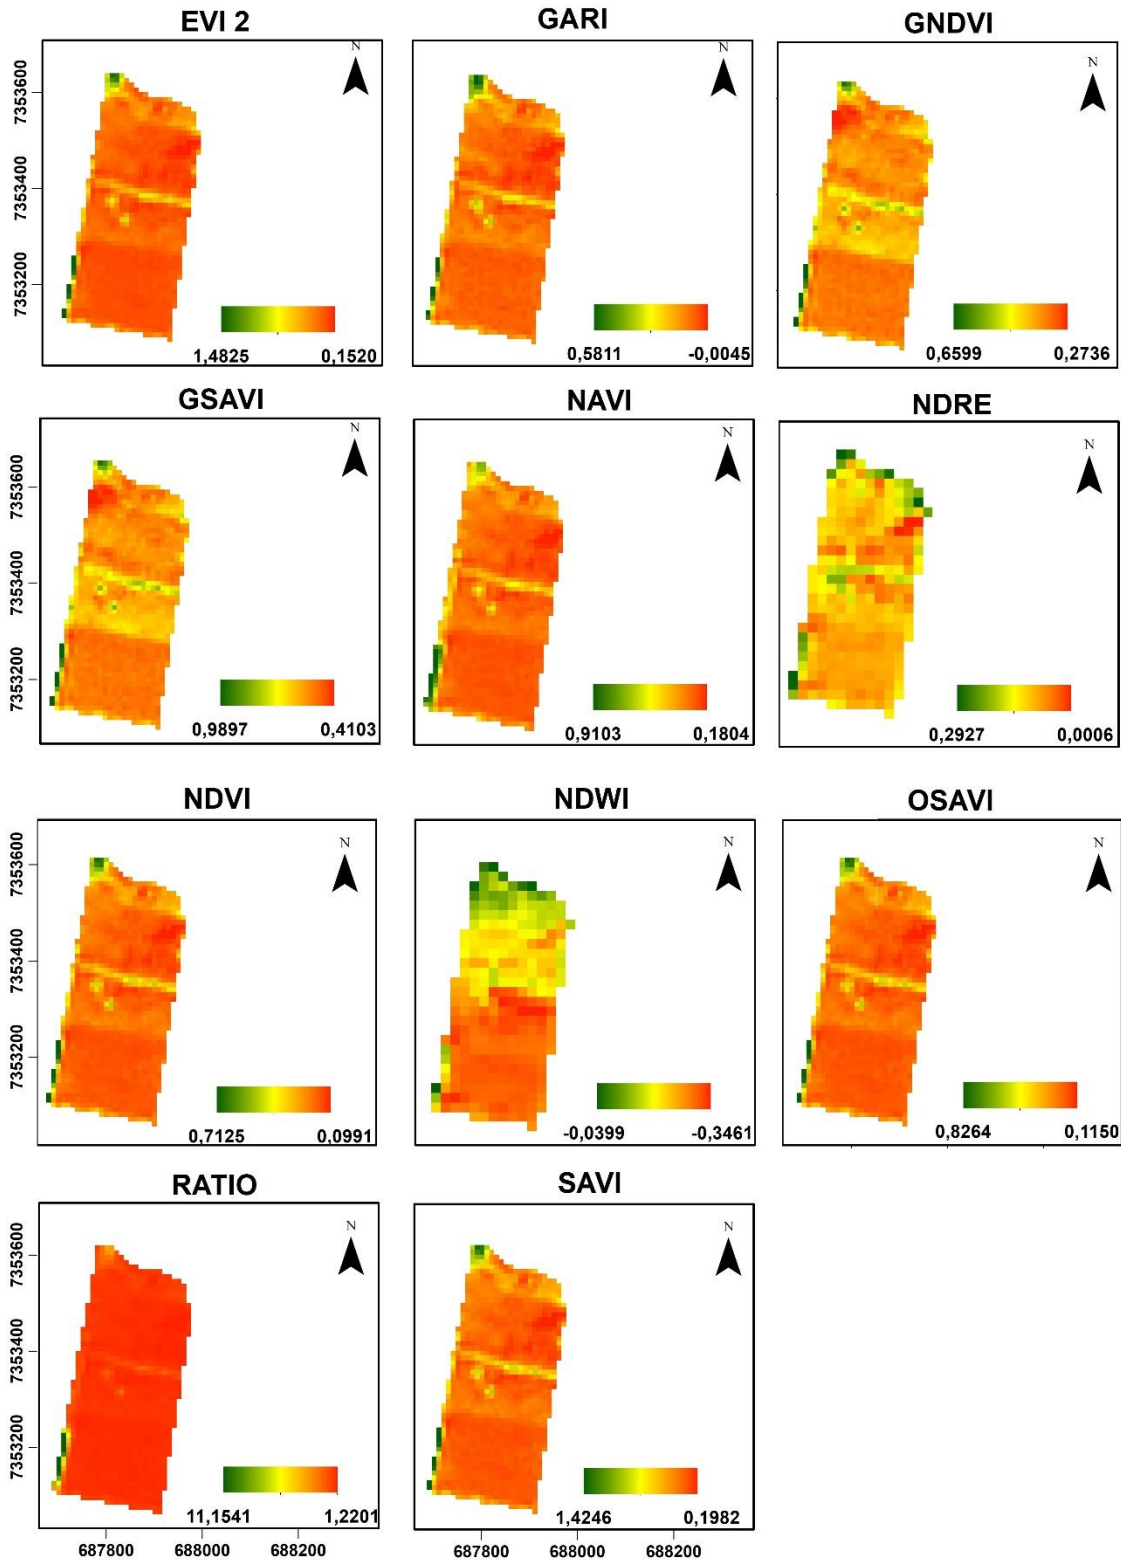 EVI 2
GARI
GNDVI
N
N
N
7353600
7353400
7353200
1,4825 0,1520
0,5811 -0,0045
0,6599 0,2736
GSAVI
NAVI
NDRE
N
N
N
7353600
7353400
7353200
0,9897 0,4103
0,9103 0,1804
0,2927 0,0006
NDVI
NDWI
OSAVI
N
N
N
7353600
7353400
7353200
0,7125 0,0991
-0,0399 -0,3461
0,8264 0,1150
RATIO
SAVI
N
N
7353600
7353400
7353200
11,1541 1,2201
1,4246 0,1982
687800 688000 688200
687800 688000 688200